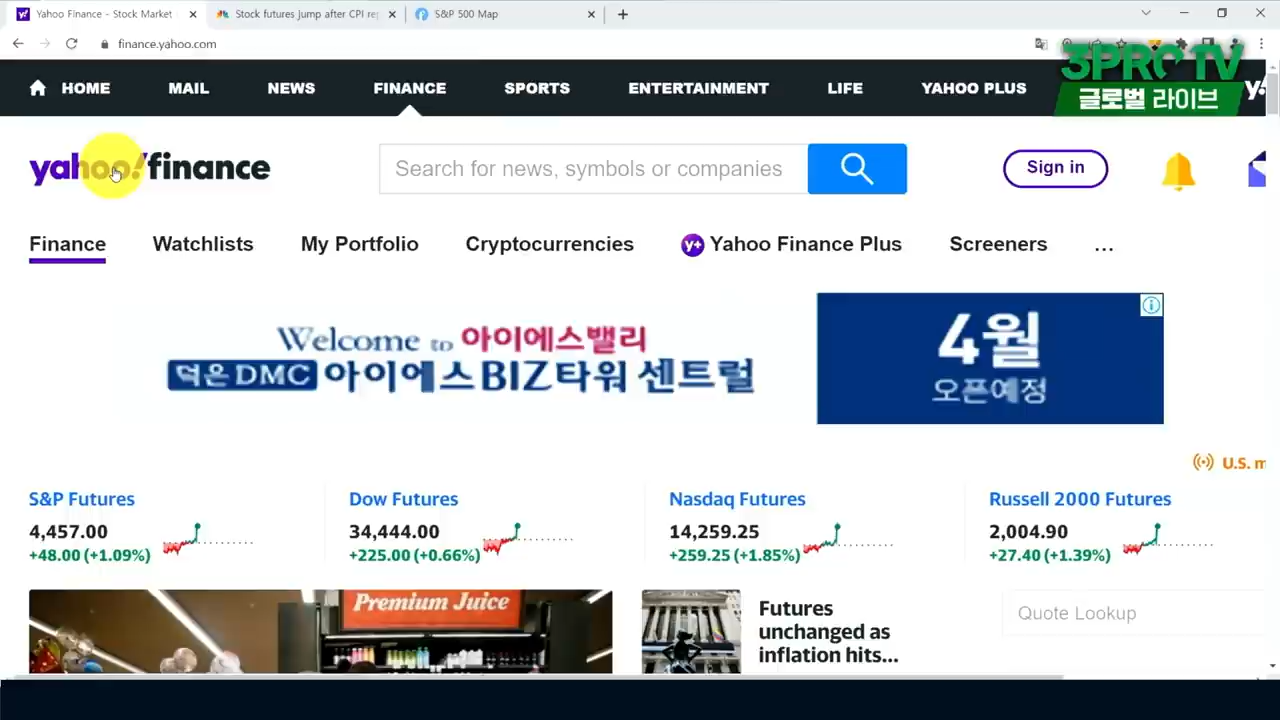 Yahoo Finance - Stock Market
Stock futures jump after CPI re
S&P 500 Map
finance.yahoo.com
3PRO TV
글로벌 라이브
HOME
MAIL
NEWS
FINANCE
SPORTS
ENTERTAINMENT
LIFE
YAHOO PLUS
y!
yahoo!finance
Search for news, symbols or companies
Sign in
Finance
Watchlists
My Portfolio
Cryptocurrencies
y+ Yahoo Finance Plus
Screeners
...
Welcome to 아이에스밸리
덕은DMC 아이에스BIZ타워 센트럴
4월
오픈예정
U.S. m
S&P Futures
4,457.00
+48.00 (+1.09%)
Dow Futures
34,444.00
+225.00 (+0.66%)
Nasdaq Futures
14,259.25
+259.25 (+1.85%)
Russell 2000 Futures
2,004.90
+27.40 (+1.39%)
Premium Juice
Futures
unchanged as
inflation hits...
Quote Lookup